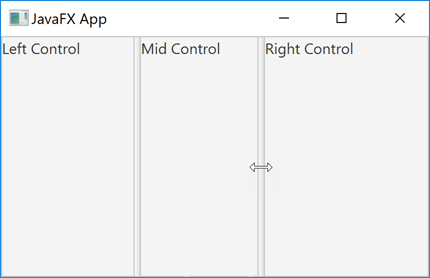 JavaFX App
Left Control
Mid Control
Right Control